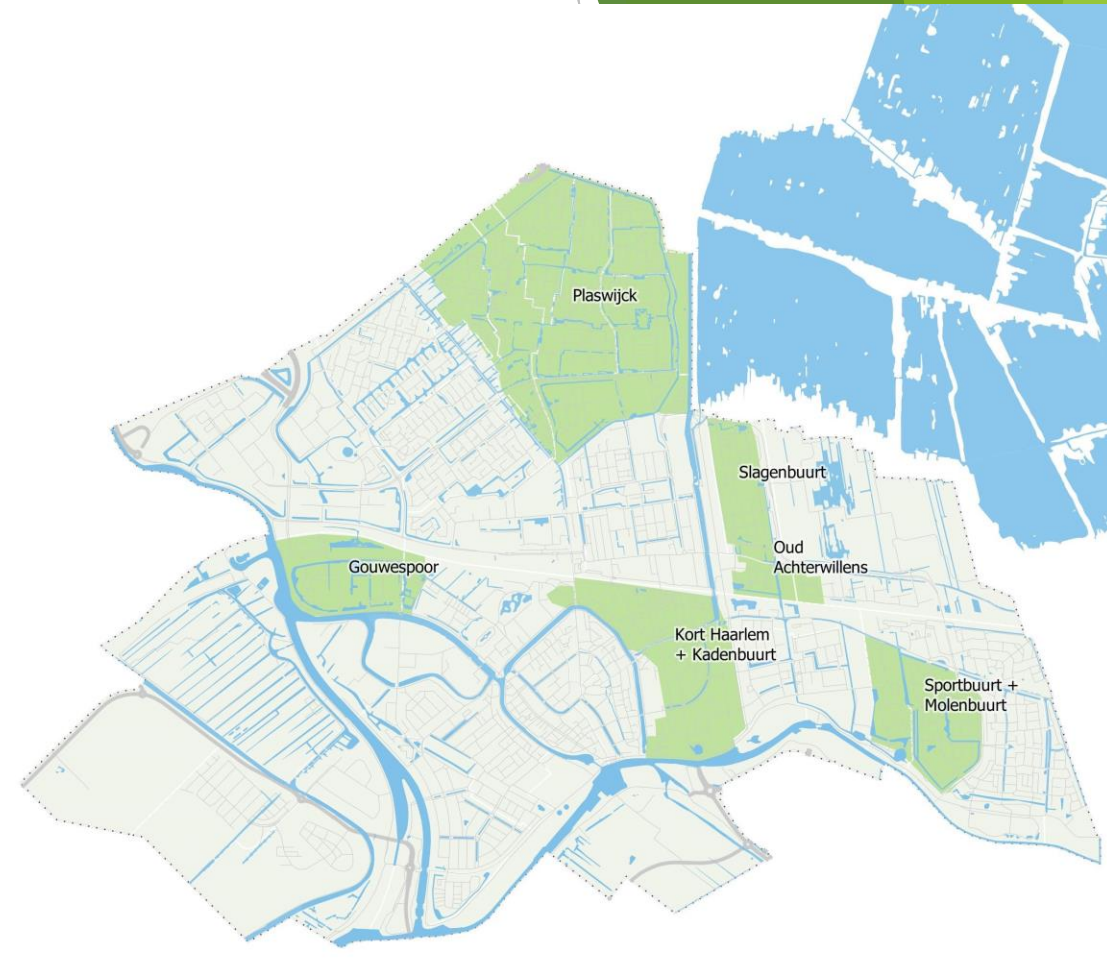 Plaswijck
Slagenbuurt
Oud
Achterwillens
Gouwespoor
Kort Haarlem
+ Kadenbuurt
Sportbuurt +
Molenbuurt